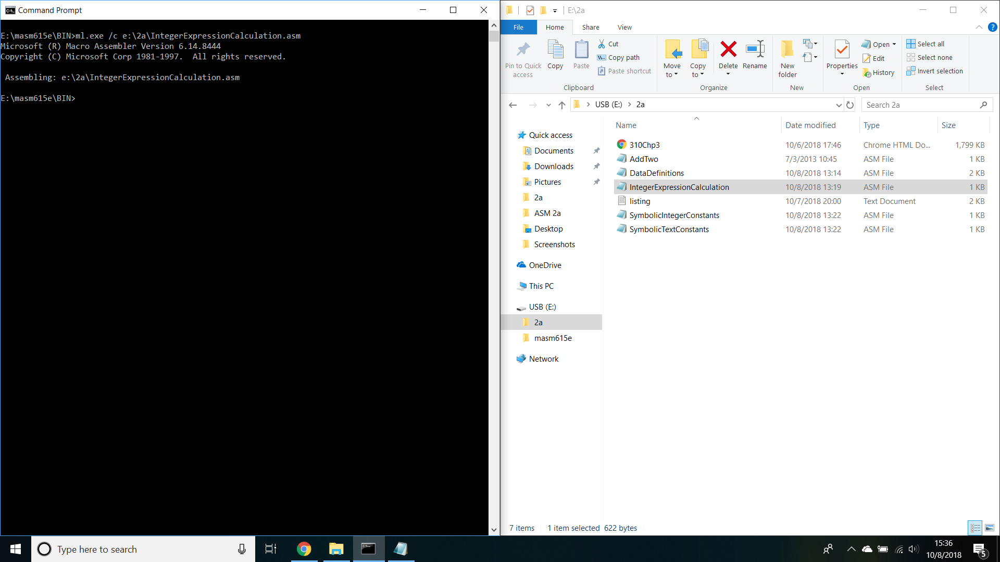 Command Prompt
E:\masm615e\BIN>ml.exe /c e:\2a\IntegerExpressionCalculation.asm
Microsoft (R) Macro Assembler Version 6.14.8444
Copyright (C) Microsoft Corp 1981-1997.  All rights reserved.
Assembling: e:\2a\IntegerExpressionCalculation.asm
E:\masm615e\BIN>
E:\2a
File Home Share View
Pin to Quick access
Copy
Paste
Cut
Copy path
Paste shortcut
Clipboard
Move to
Copy to
Delete
Rename
Organize
New folder
New
Properties
Open
Edit
History
Open
Select all
Select none
Invert selection
Select
USB (E:) 2a
Search 2a
Quick access
Documents
Downloads
Pictures
2a
ASM 2a
Desktop
Screenshots
OneDrive
This PC
USB (E:)
2a
masm615e
Network
Name Date modified Type Size
310Chp3 10/6/2018 17:46 Chrome HTML Do... 1,799 KB
AddTwo 7/3/2013 10:45 ASM File 1 KB
DataDefinitions 10/8/2018 13:14 ASM File 2 KB
IntegerExpressionCalculation 10/8/2018 13:19 ASM File 1 KB
listing 10/7/2018 20:00 Text Document 2 KB
SymbolicIntegerConstants 10/8/2018 13:22 ASM File 1 KB
SymbolicTextConstants 10/8/2018 13:22 ASM File 1 KB
7 items 1 item selected 622 bytes
Type here to search
15:36
10/8/2018
5